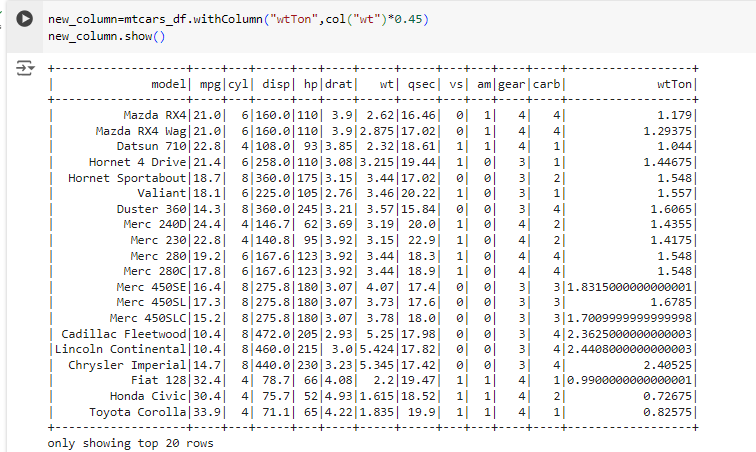 new_column=mtcars_df.withColumn("wtTon",col("wt")*0.45)
new_column.show()
+-------------------+----+---+-----+---+----+-----+-----+---+---+----+----+------------------+
|              model| mpg|cyl| disp| hp|drat|   wt| qsec| vs| am|gear|carb|             wtTon|
+-------------------+----+---+-----+---+----+-----+-----+---+---+----+----+------------------+
|          Mazda RX4|21.0|  6|160.0|110| 3.9| 2.62|16.46|  0|  1|   4|   4|             1.179|
|      Mazda RX4 Wag|21.0|  6|160.0|110| 3.9|2.875|17.02|  0|  1|   4|   4|           1.29375|
|         Datsun 710|22.8|  4|108.0| 93|3.85| 2.32|18.61|  1|  1|   4|   1|             1.044|
|     Hornet 4 Drive|21.4|  6|258.0|110|3.08|3.215|19.44|  1|  0|   3|   1|           1.44675|
|  Hornet Sportabout|18.7|  8|360.0|175|3.15| 3.44|17.02|  0|  0|   3|   2|             1.548|
|            Valiant|18.1|  6|225.0|105|2.76| 3.46|20.22|  1|  0|   3|   1|             1.557|
|         Duster 360|14.3|  8|360.0|245|3.21| 3.57|15.84|  0|  0|   3|   4|            1.6065|
|          Merc 240D|24.4|  4|146.7| 62|3.69| 3.19| 20.0|  1|  0|   4|   2|            1.4355|
|           Merc 230|22.8|  4|140.8| 95|3.92| 3.15| 22.9|  1|  0|   4|   2|            1.4175|
|           Merc 280|19.2|  6|167.6|123|3.92| 3.44| 18.3|  1|  0|   4|   4|             1.548|
|          Merc 280C|17.8|  6|167.6|123|3.92| 3.44| 18.9|  1|  0|   4|   4|             1.548|
|         Merc 450SE|16.4|  8|275.8|180|3.07| 4.07| 17.4|  0|  0|   3|   3|1.8315000000000001|
|         Merc 450SL|17.3|  8|275.8|180|3.07| 3.73| 17.6|  0|  0|   3|   3|            1.6785|
|        Merc 450SLC|15.2|  8|275.8|180|3.07| 3.78| 18.0|  0|  0|   3|   3|1.7009999999999998|
| Cadillac Fleetwood|10.4|  8|472.0|205|2.93| 5.25|17.98|  0|  0|   3|   4|2.3625000000000003|
|Lincoln Continental|10.4|  8|460.0|215| 3.0|5.424|17.82|  0|  0|   3|   4|2.4408000000000003|
|  Chrysler Imperial|14.7|  8|440.0|230|3.23|5.345|17.42|  0|  0|   3|   4|           2.40525|
|           Fiat 128|32.4|  4| 78.7| 66|4.08|  2.2|19.47|  1|  1|   4|   1|0.9900000000000001|
|        Honda Civic|30.4|  4| 75.7| 52|4.93|1.615|18.52|  1|  1|   4|   2|           0.72675|
|     Toyota Corolla|33.9|  4| 71.1| 65|4.22|1.835| 19.9|  1|  1|   4|   1|           0.82575|
+-------------------+----+---+-----+---+----+-----+-----+---+---+----+----+------------------+
only showing top 20 rows